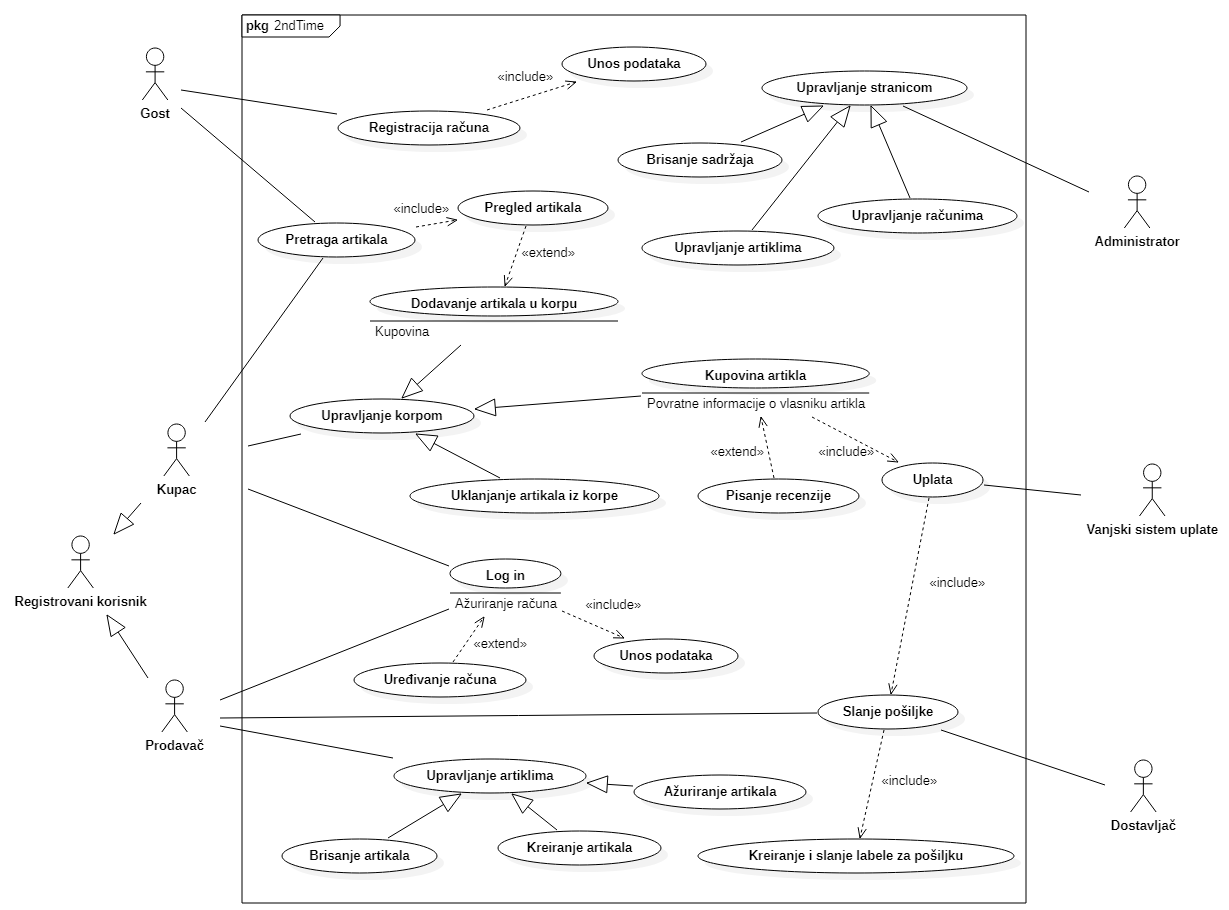 pkg 2ndTime
Gost
Unos podataka
«include»
Registracija računa
Upravljanje stranicom
Brisanje sadržaja
Upravljanje artiklima
Upravljanje računima
Administrator
Pretraga artikala
«include»
Pregled artikala
«extend»
Dodavanje artikala u korpu
Kupovina
Upravljanje korpom
Kupovina artikla
Povratne informacije o vlasniku artikla
«extend»
«include»
Uklanjanje artikala iz korpe
Pisanje recenzije
Uplata
Kupac
Vanjski sistem uplate
Registrovani korisnik
Log in
Ažuriranje računa
«include»
«include»
«extend»
Unos podataka
Uređivanje računa
Prodavač
Slanje pošiljke
Upravljanje artiklima
Ažuriranje artikala
«include»
Dostavljač
Brisanje artikala
Kreiranje artikala
Kreiranje i slanje labele za pošiljku